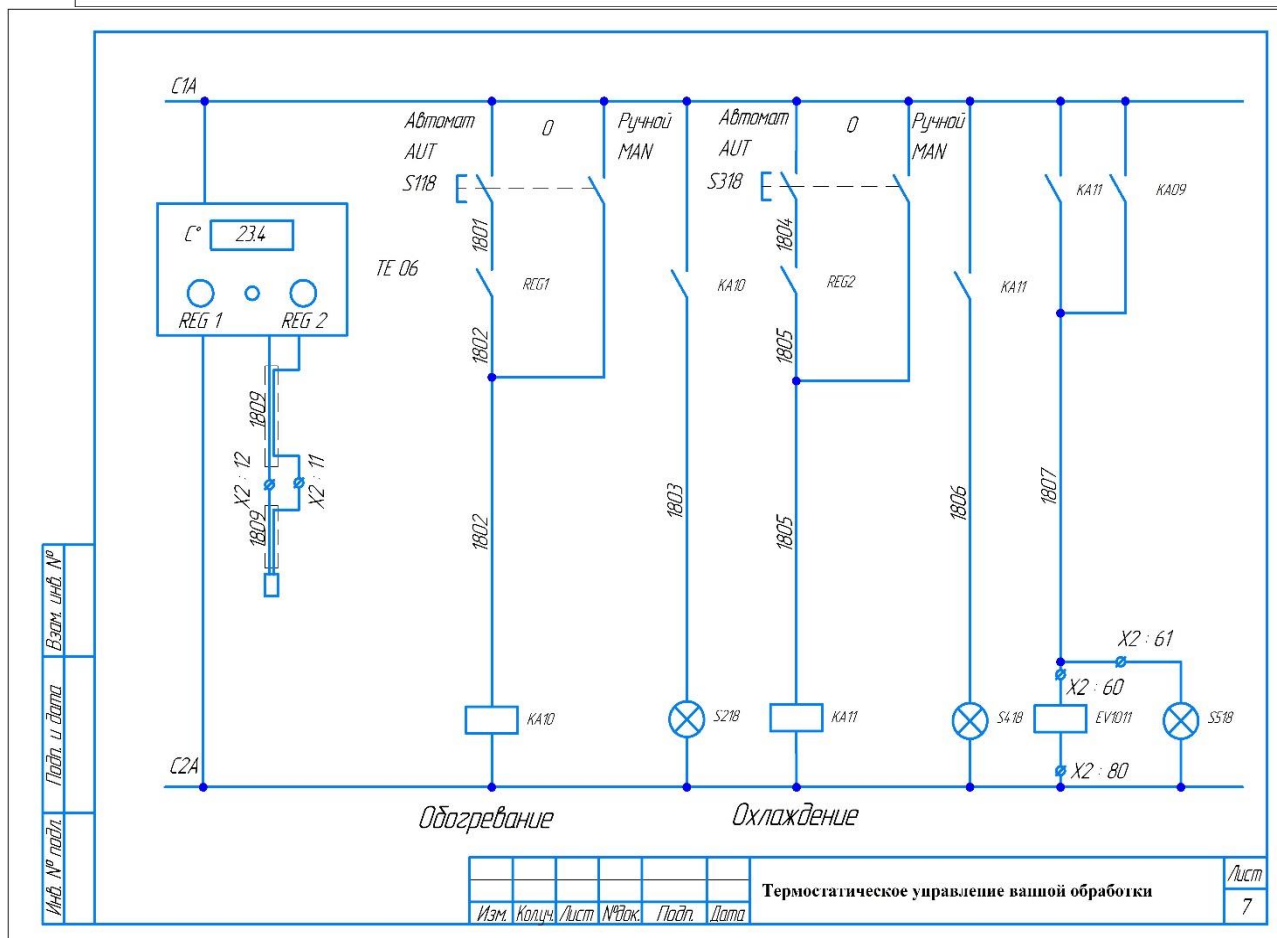 C1A
Автомат
AUT
S118
0
Ручной
MAN
Автомат
AUT
S318
0
Ручной
MAN
KA11
KA09
C° 23.4
REG 1
REG 2
TE 06
1801
REG1
1802
KA10
1804
REG2
1805
KA11
1809
X2 : 12
X2 : 11
1809
1802
1803
1805
1806
1807
X2 : 61
X2 : 60
KA10
S218
KA11
S418
EV1011
S518
X2 : 80
C2A
Обогревание
Охлаждение
Взам. инв. №
Подп. и дата
Инв. № подл.
Изм.
Колуч.
Лист
№док.
Подп.
Дата
Термостатическое управление ванной обработки
Лист
7